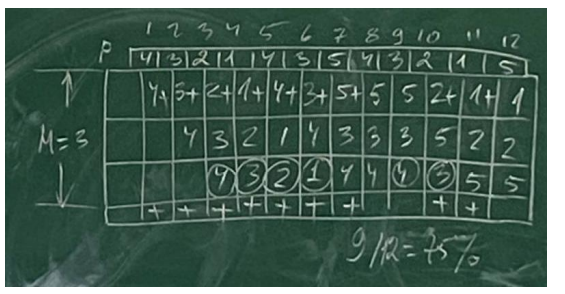 1 2 3 4 5 6 7 8 9 10 11 12
P |4|3|2|1|4|3|5|4|3|2|1|5
4+ 3+ 2+ 1+ 4+ 3+ 5+ 5 5 2+ 1+ 1
M=3 4 3 2 1 4 3 3 3 5 2 2
4 3 2 1 4 4 4 3 5 5
+ + + + + + + + +
9/12=75%